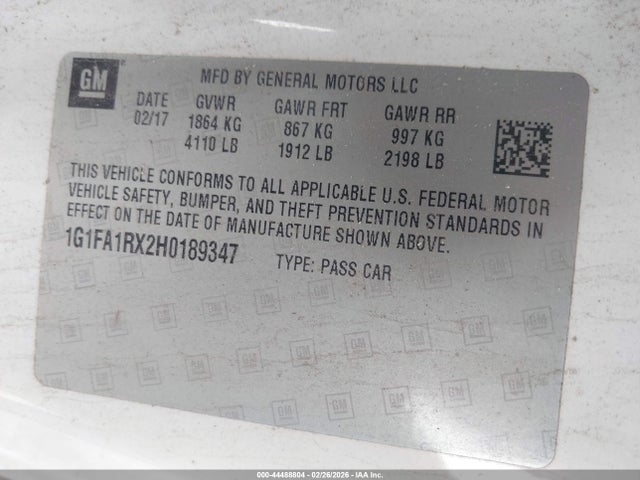 GM
MFD BY GENERAL MOTORS LLC
DATE GVWR GAWR FRT GAWR RR
02/17 1864 KG 867 KG 997 KG
4110 LB 1912 LB 2198 LB
THIS VEHICLE CONFORMS TO ALL APPLICABLE U.S. FEDERAL MOTOR
VEHICLE SAFETY, BUMPER, AND THEFT PREVENTION STANDARDS IN
EFFECT ON THE DATE OF MANUFACTURE SHOWN ABOVE.
1G1FA1RX2H0189347 TYPE: PASS CAR
000-44488804 - 02/26/2026 - IAA Inc.